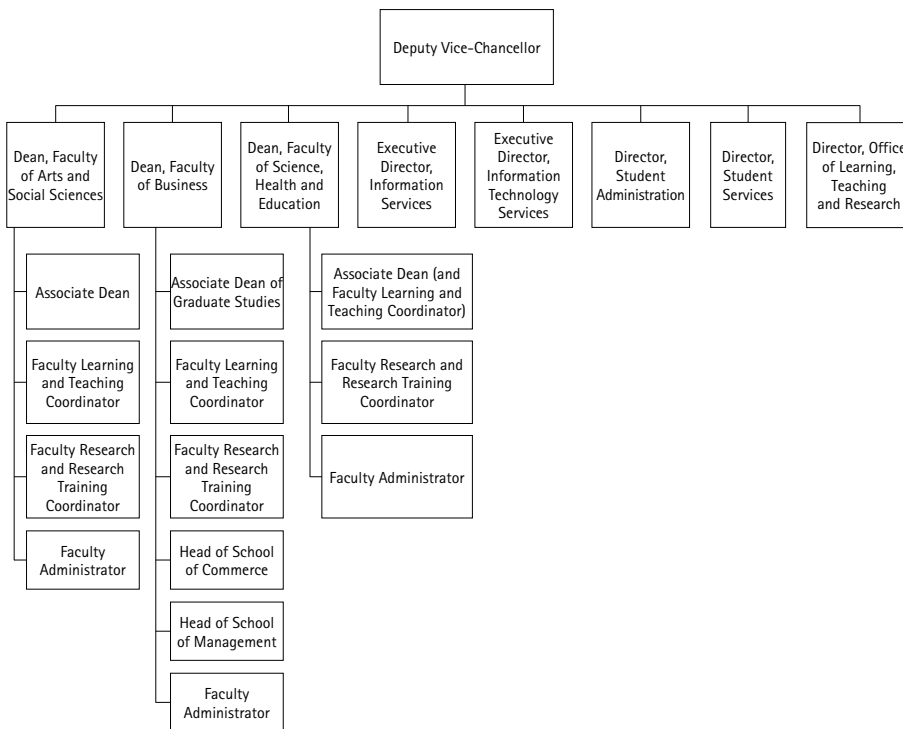 Deputy Vice-Chancellor
Dean, Faculty
of Arts and
Social Sciences
Dean, Faculty
of Business
Dean, Faculty
of Science,
Health and
Education
Executive
Director,
Information
Services
Executive
Director,
Information
Technology
Services
Director,
Student
Administration
Director,
Student
Services
Director, Office
of Learning,
Teaching
and Research
Associate Dean
Faculty Learning
and Teaching
Coordinator
Faculty Research
and Research
Training
Coordinator
Faculty
Administrator
Associate Dean of
Graduate Studies
Faculty Learning
and Teaching
Coordinator
Faculty Research
and Research
Training
Coordinator
Head of School
of Commerce
Head of School
of Management
Faculty
Administrator
Associate Dean (and
Faculty Learning and
Teaching Coordinator)
Faculty Research and
Research Training
Coordinator
Faculty Administrator